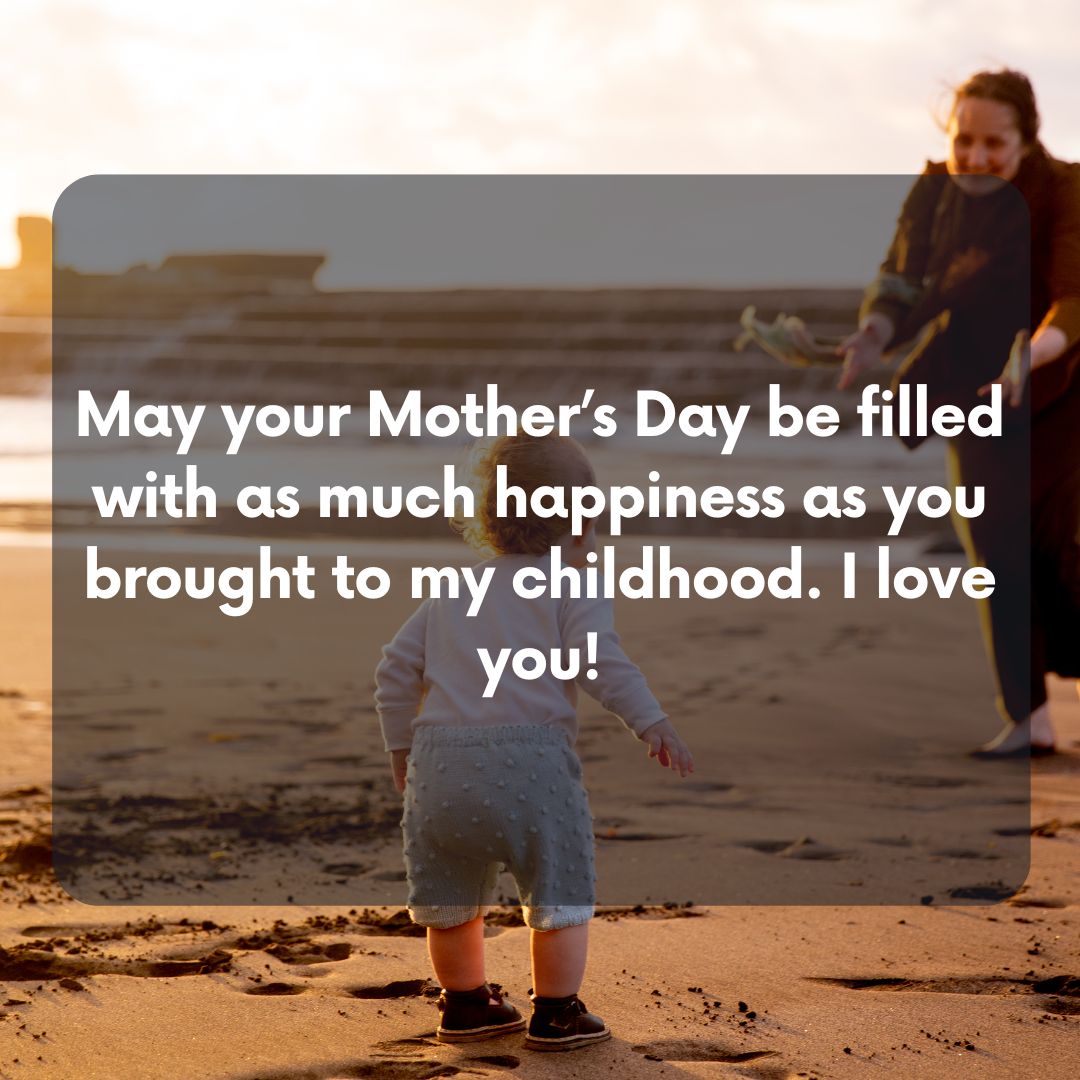 May your Mother’s Day be filled
with as much happiness as you
brought to my childhood. I love
you!